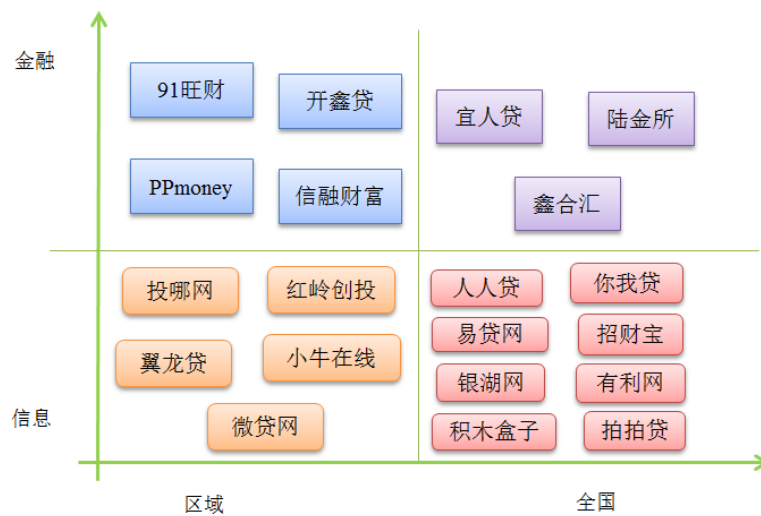 金融
91旺财
开鑫贷
宜人贷
陆金所
PPmoney
信融财富
鑫合汇
投哪网
红岭创投
人人贷
你我贷
易贷网
招财宝
翼龙贷
小牛在线
银湖网
有利网
信息
微贷网
积木盒子
拍拍贷
区域
全国